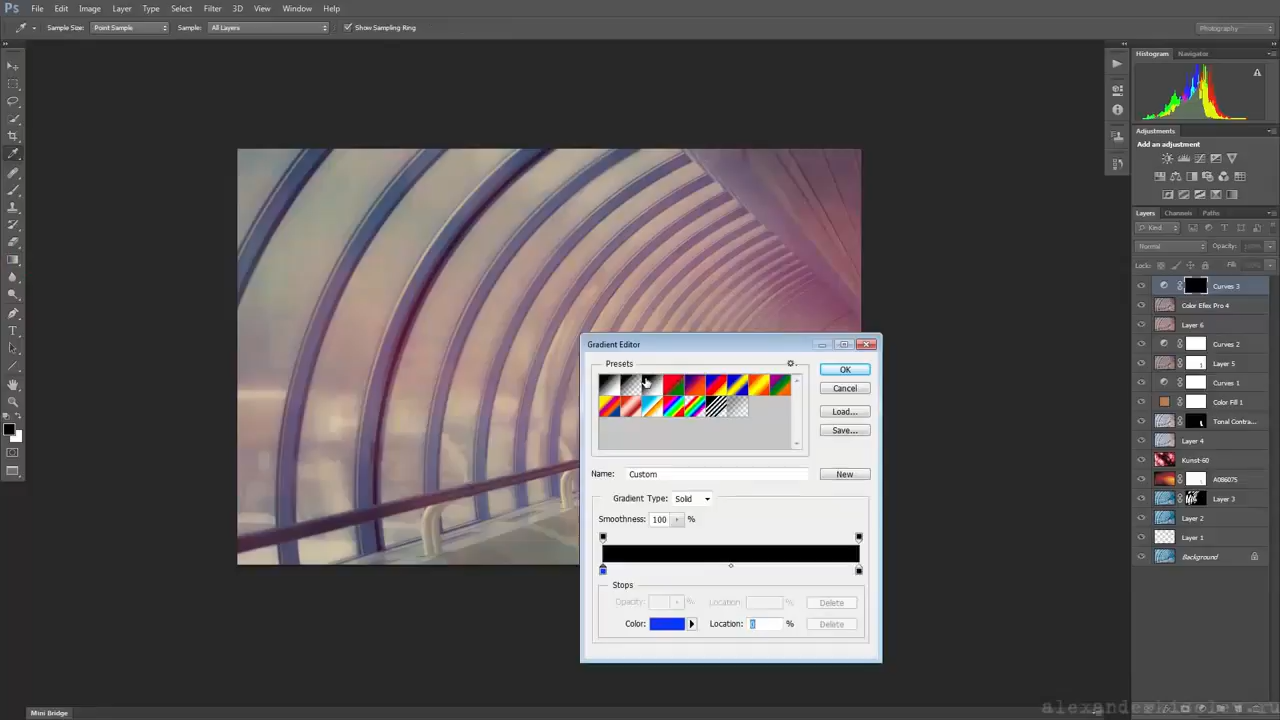 Ps File Edit Image Layer Type Select Filter 3D View Window Help
Sample Size: Point Sample Sample: All Layers Show Sampling Ring Photography
Histogram Navigator
Adjustments
Add an adjustment
Layers Channels Paths
Kind
Normal Opacity: 100%
Lock: Fill:
Curves 3
Color Efex Pro 4
Layer 6
Curves 2
Layer 5
Curves 1
Color Fill 1
Tonal Contra...
Layer 4
Kunst-60
A086075
Layer 3
Layer 2
Layer 1
Background
Gradient Editor
Presets
OK
Cancel
Load...
Save...
Name: Custom New
Gradient Type: Solid
Smoothness: 100 %
Stops
Opacity: % Location: % Delete
Color: Location: 0 % Delete
Mini Bridge